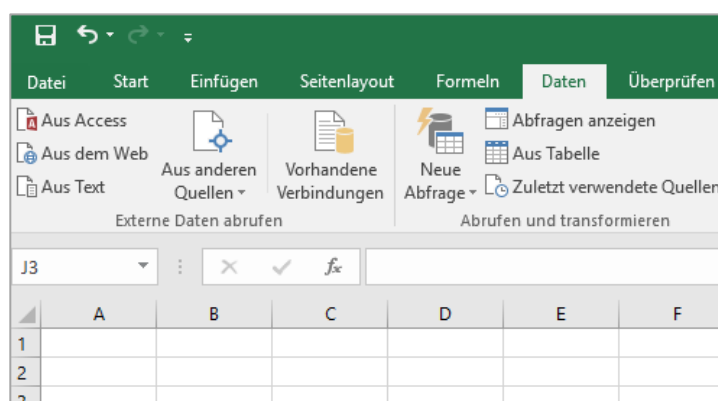 Datei Start Einfügen Seitenlayout Formeln Daten Überprüfen
Aus Access
Aus dem Web
Aus Text
Aus anderen
Quellen
Vorhandene
Verbindungen
Externe Daten abrufen
Neue
Abfrage
Abfragen anzeigen
Aus Tabelle
Zuletzt verwendete Quellen
Abrufen und transformieren
J3 fx
A B C D E F
1
2
3